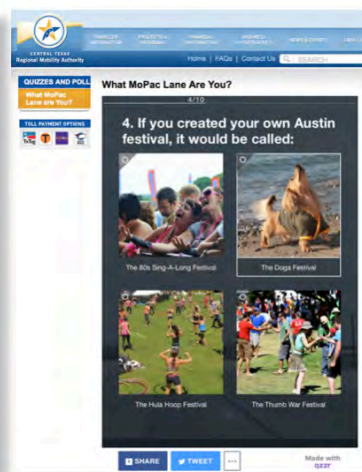 CENTRAL TEXAS
Regional Mobility Authority
Home | FAQs | Contact Us
SEARCH
QUIZZES AND POLL
What MoPac
Lane are You?
TOLL PAYMENT OPTIONS
What MoPac Lane Are You?
4/10
4. If you created your own Austin
festival, it would be called:
The 80s Sing-A-Long Festival
The Doga Festival
The Hula Hoop Festival
The Thumb War Festival
SHARE
TWEET
Made with
qzzr